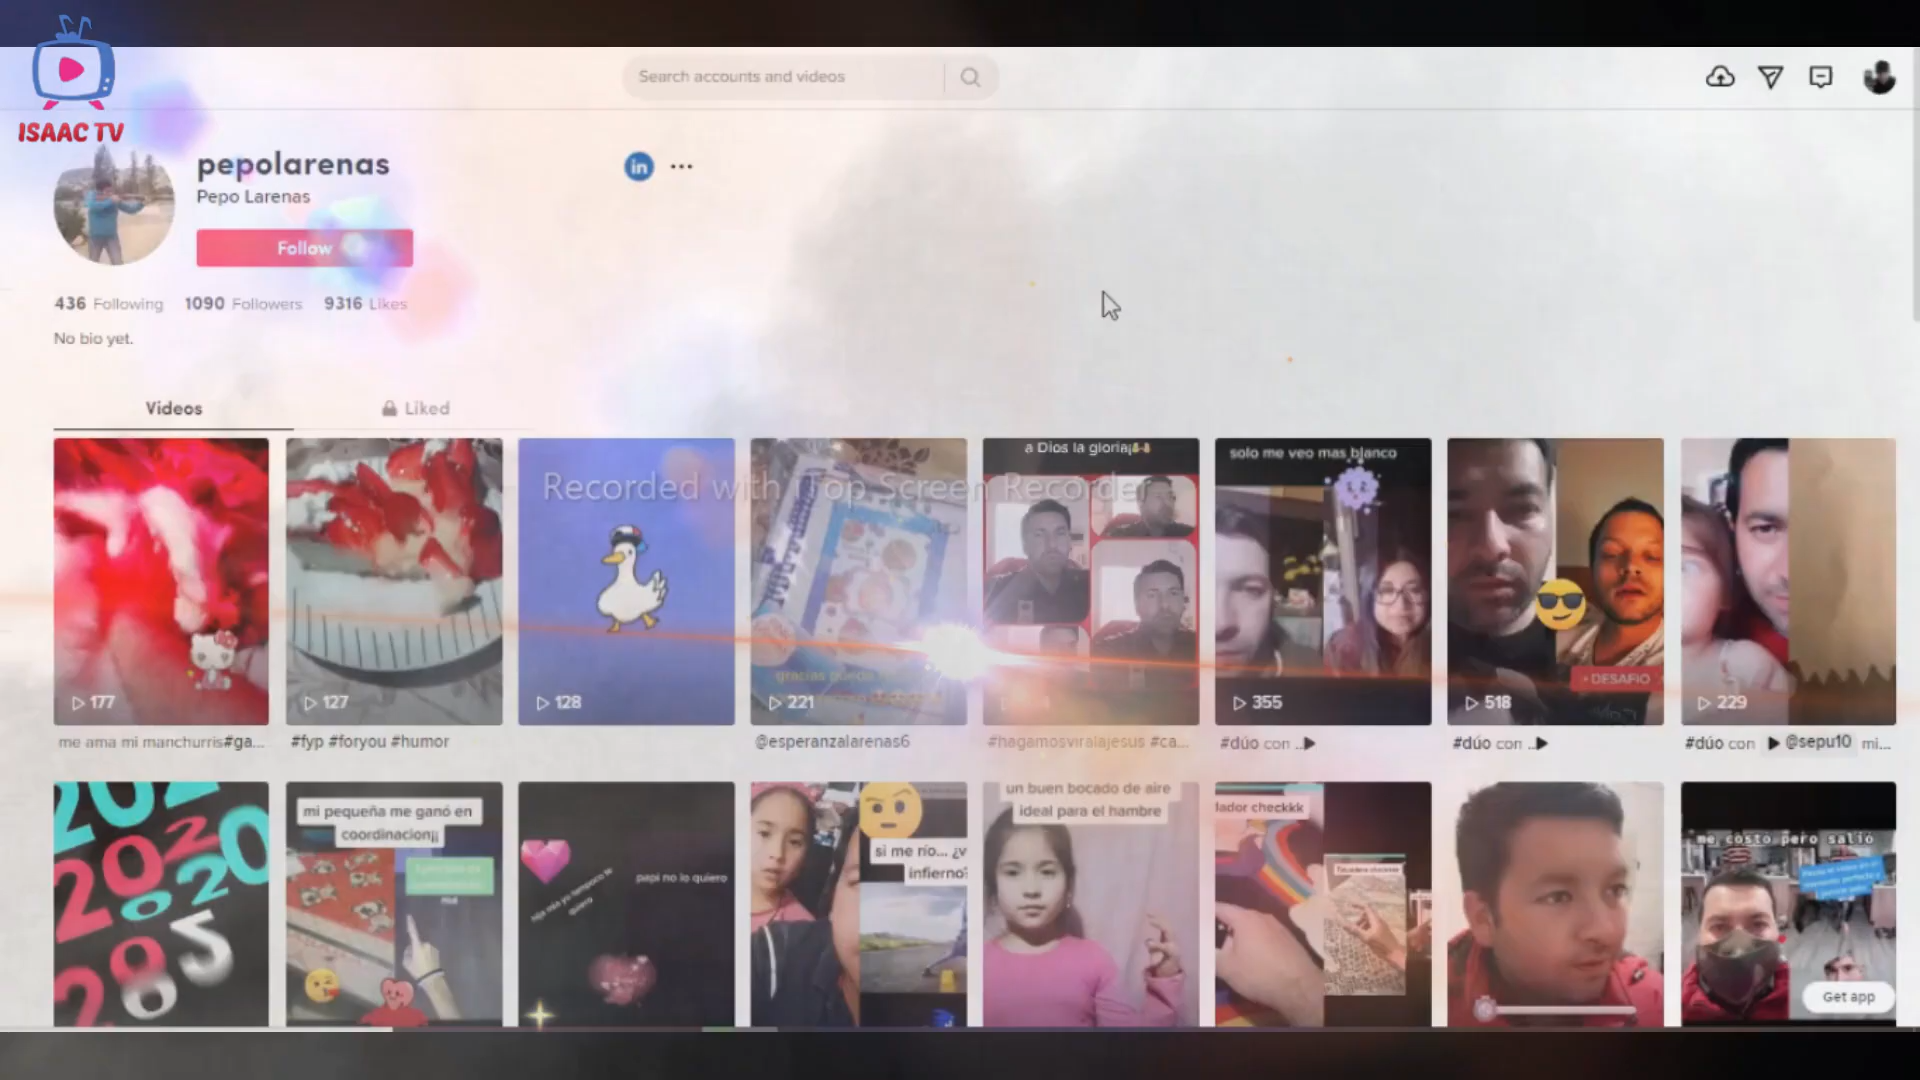 ISAAC TV
Search accounts and videos
pepolarenas
Pepo Larenas
Follow
436 Following 1090 Followers 9316 Likes
No bio yet.
Videos
Liked
Recorded with Top Screen Recorder
a Dios la gloria¡
solo me veo mas blanco
DESAFIO
gracias
177
127
128
221
355
518
229
me ama mi manchurris#ga...
#fyp #foryou #humor
@esperanzalarenas6
#hagamosviralajesus #ca...
#dúo con ..
#dúo con ..
#dúo con @sepu10 mi...
mi pequeña me ganó en
coordinacion¡¡
papi no lo quiero
si me río... ¿v
infierno?
un buen bocado de aire
ideal para el hambre
lador checkkk
me costo pero salió
Get app